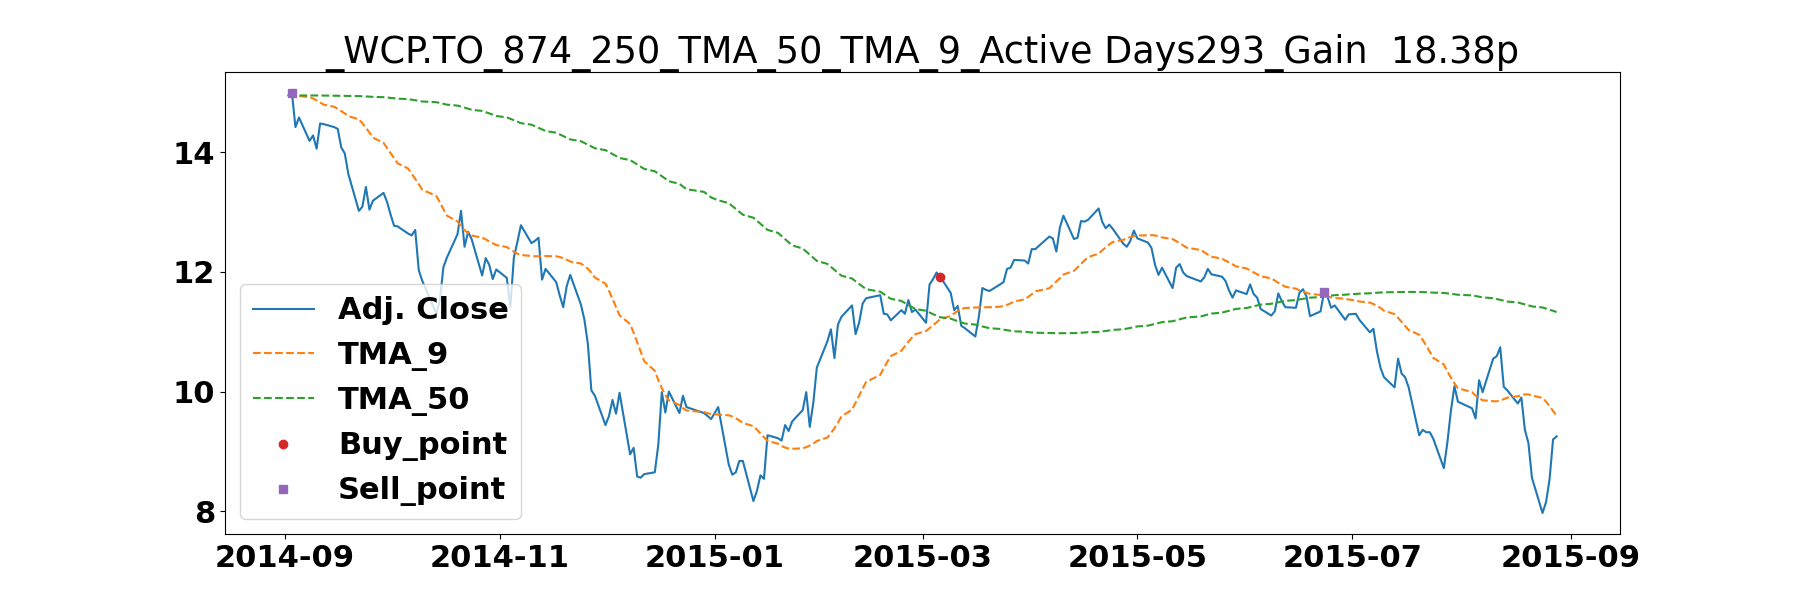 _WCP.TO_874_250_TMA_50_TMA_9_Active Days293_Gain  18.38p
14
12
10
8
Adj. Close
TMA_9
TMA_50
Buy_point
Sell_point
2014-09 2014-11 2015-01 2015-03 2015-05 2015-07 2015-09